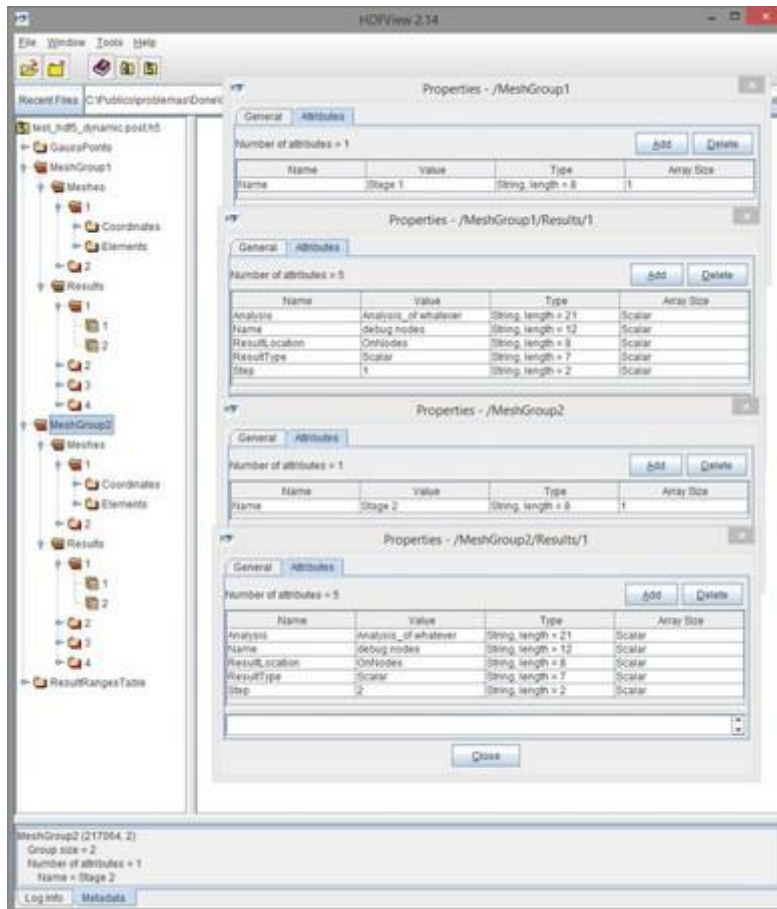 HDFView 2.14
File Window Tools Help
Recent Files C:\Publico\problemas\Done\
test_hdf5_dynamic.post.h5
GaussPoints
MeshGroup1
Meshes
1
Coordinates
Elements
2
Results
1
1
2
2
3
4
MeshGroup2
Meshes
1
Coordinates
Elements
2
Results
1
1
2
2
3
4
ResultRangesTable
Properties - /MeshGroup1
General Attributes
Number of attributes = 1 Add Delete
Name Value Type Array Size
Name Stage 1 String, length = 8 1
Properties - /MeshGroup1/Results/1
General Attributes
Number of attributes = 5 Add Delete
Name Value Type Array Size
Analysis Analysis_of whatever String, length = 21 Scalar
Name debug nodes String, length = 12 Scalar
ResultLocation OnNodes String, length = 8 Scalar
ResultType Scalar String, length = 7 Scalar
Step 1 String, length = 2 Scalar
Properties - /MeshGroup2
General Attributes
Number of attributes = 1 Add Delete
Name Value Type Array Size
Name Stage 2 String, length = 8 1
Properties - /MeshGroup2/Results/1
General Attributes
Number of attributes = 5 Add Delete
Name Value Type Array Size
Analysis Analysis_of whatever String, length = 21 Scalar
Name debug nodes String, length = 12 Scalar
ResultLocation OnNodes String, length = 8 Scalar
ResultType Scalar String, length = 7 Scalar
Step 2 String, length = 2 Scalar
Close
MeshGroup2 (217064, 2)
Group size = 2
Number of attributes = 1
Name = Stage 2
Log Info Metadata